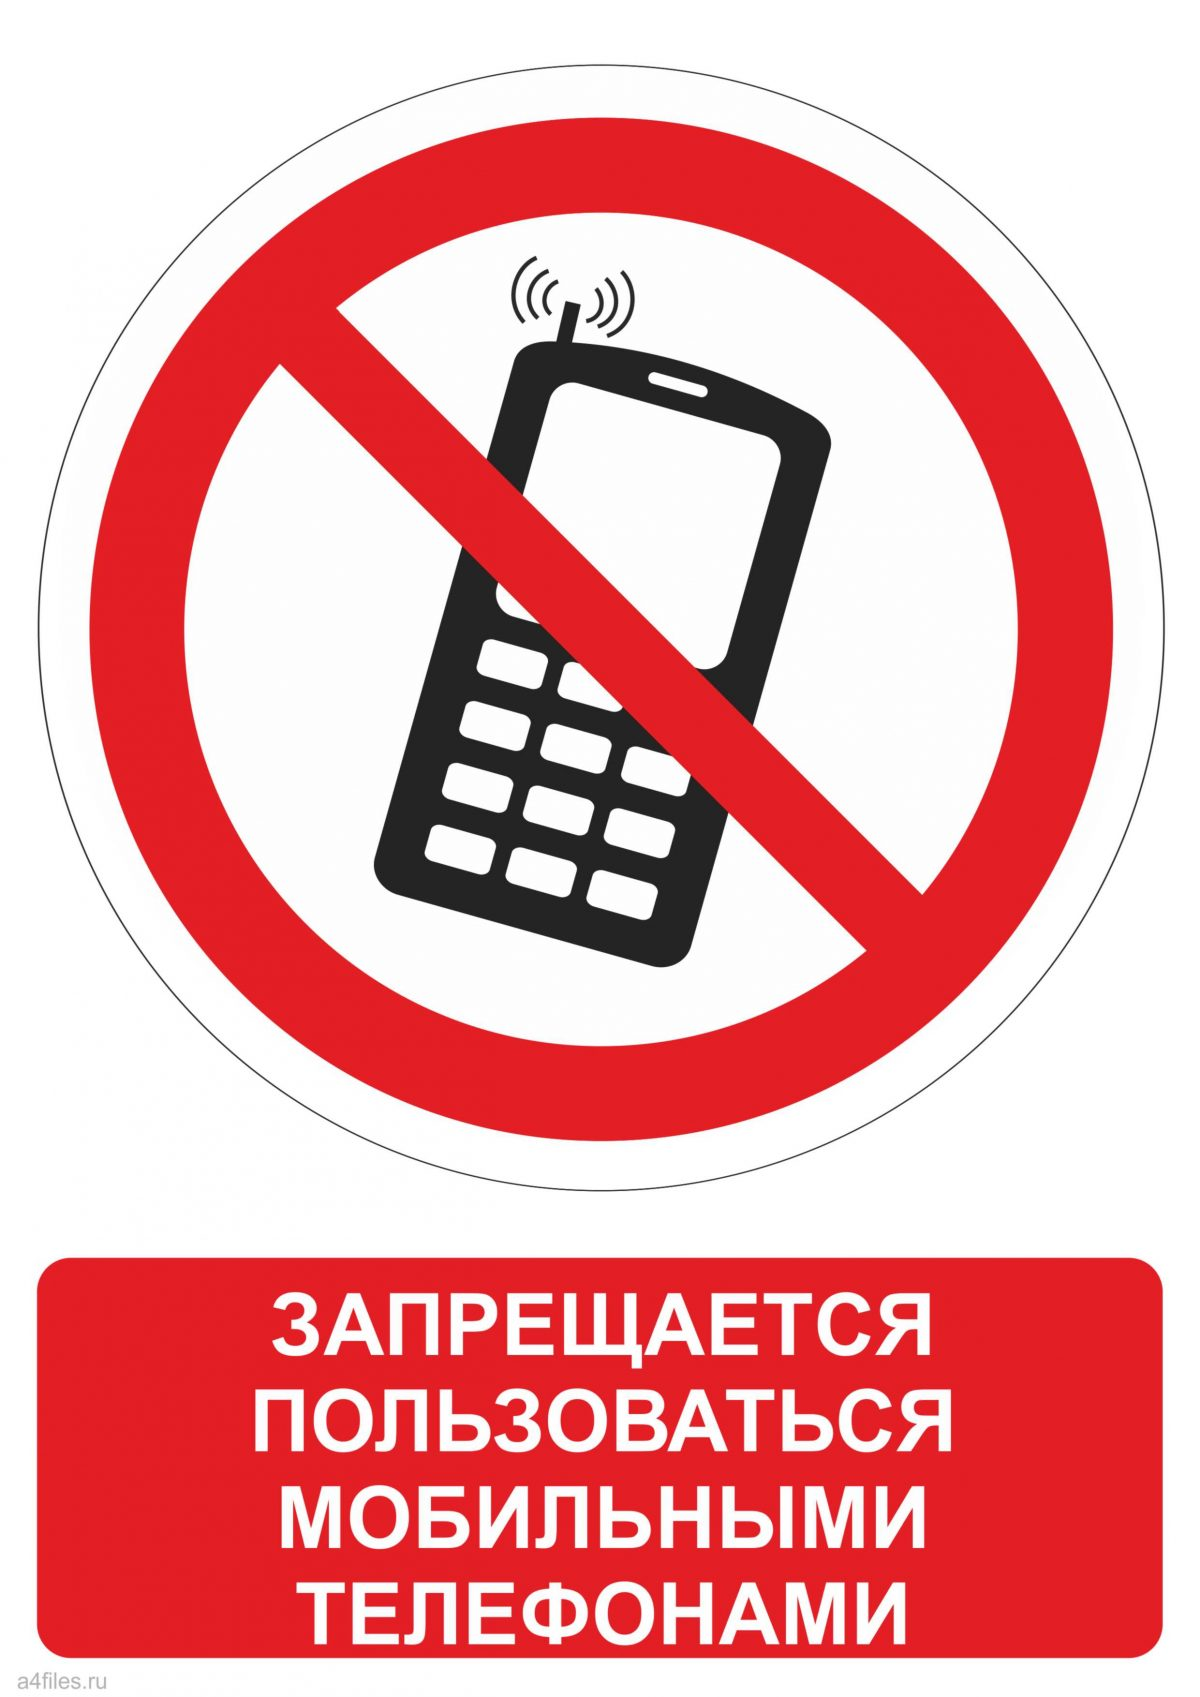 ЗАПРЕЩАЕТСЯ
ПОЛЬЗОВАТЬСЯ
МОБИЛЬНЫМИ
ТЕЛЕФОНАМИ
a4files.ru